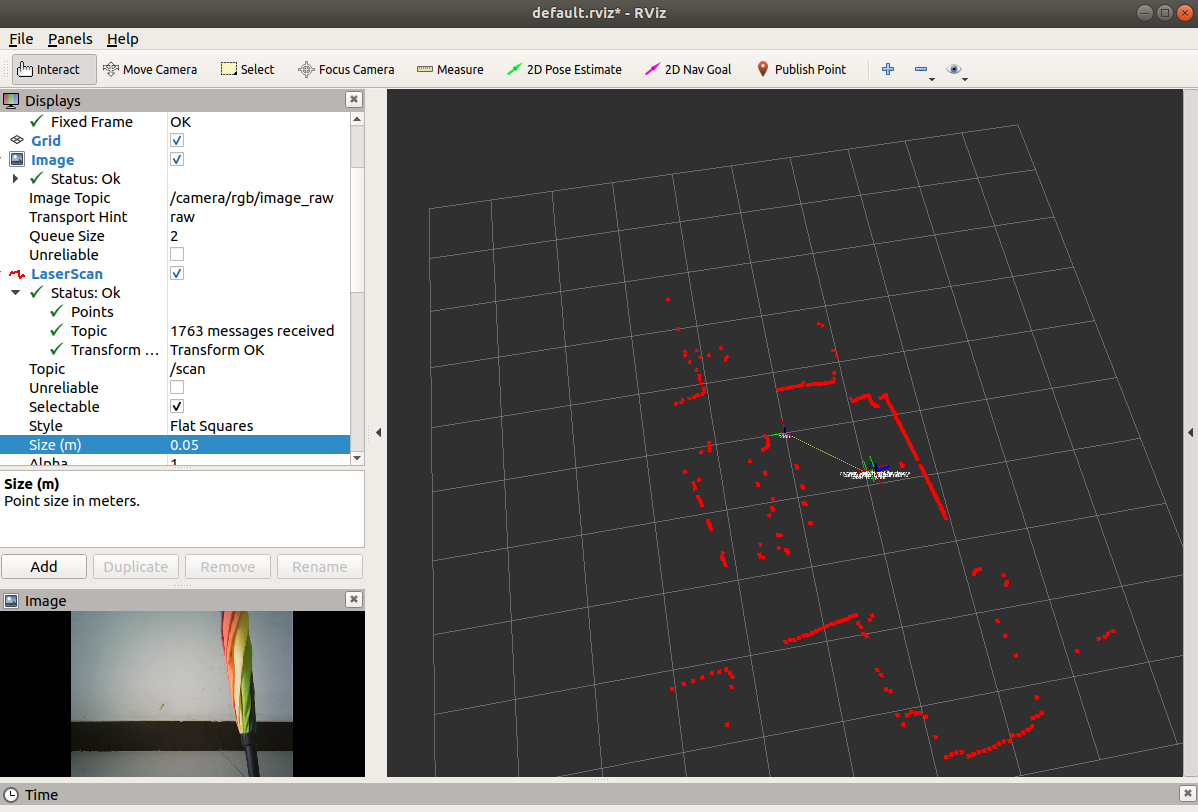 default.rviz* - RViz
File Panels Help
Interact Move Camera Select Focus Camera Measure 2D Pose Estimate 2D Nav Goal Publish Point
Displays
Fixed Frame OK
Grid
Image
Status: Ok
Image Topic /camera/rgb/image_raw
Transport Hint raw
Queue Size 2
Unreliable
LaserScan
Status: Ok
Points
Topic 1763 messages received
Transform ... Transform OK
Topic /scan
Unreliable
Selectable
Style Flat Squares
Size (m) 0.05
Alpha 1
Size (m)
Point size in meters.
Add Duplicate Remove Rename
Image
Time